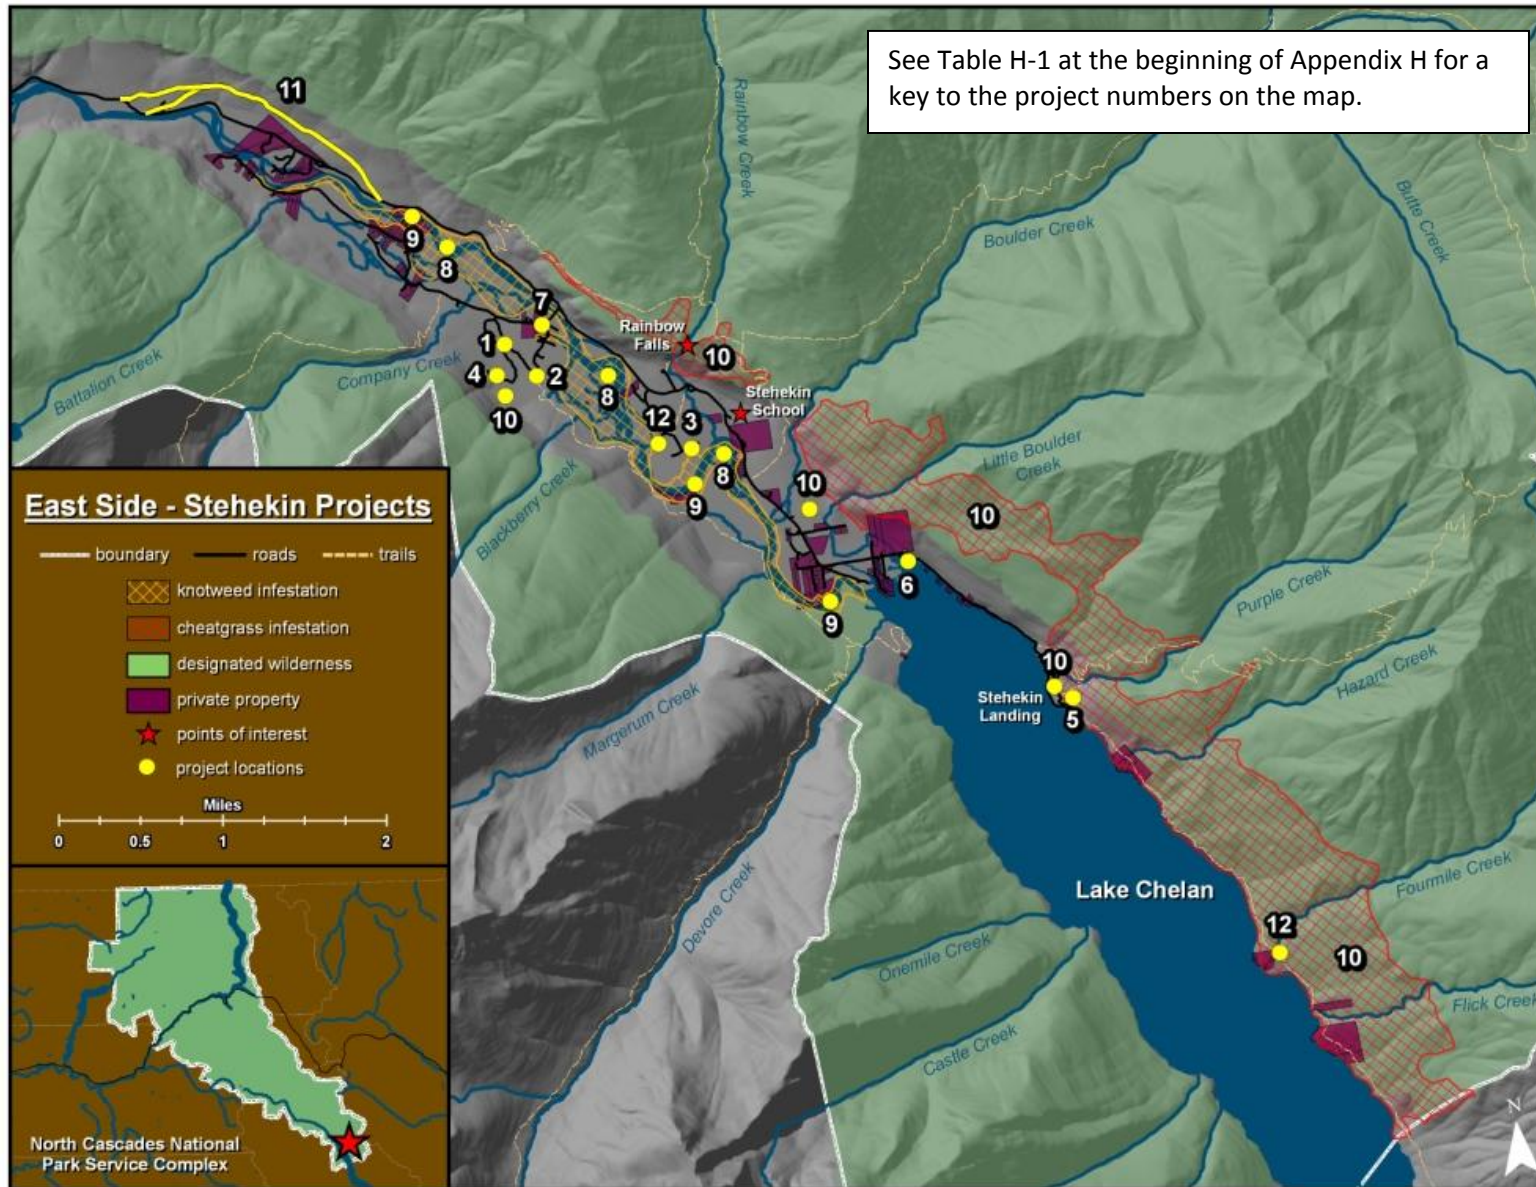 See Table H-1 at the beginning of Appendix H for a
key to the project numbers on the map.
11
Rainbow Creek
Butte Creek
Boulder Creek
9
8
7
Rainbow
Falls
10
1
Battalion Creek
Company Creek
4
2
8
Stehekin
School
10
12
3
Little Boulder
Creek
8
10
10
9
Blackberry Creek
6
Purple Creek
9
Hazard Creek
10
Stehekin
Landing
5
Margerum Creek
Lake Chelan
Fourmile Creek
Devore Creek
12
10
Onemile Creek
Flick Creek
Castle Creek
N
East Side - Stehekin Projects
boundary roads trails
knotweed infestation
cheatgrass infestation
designated wilderness
private property
points of interest
project locations
Miles
0 0.5 1 2
North Cascades National
Park Service Complex